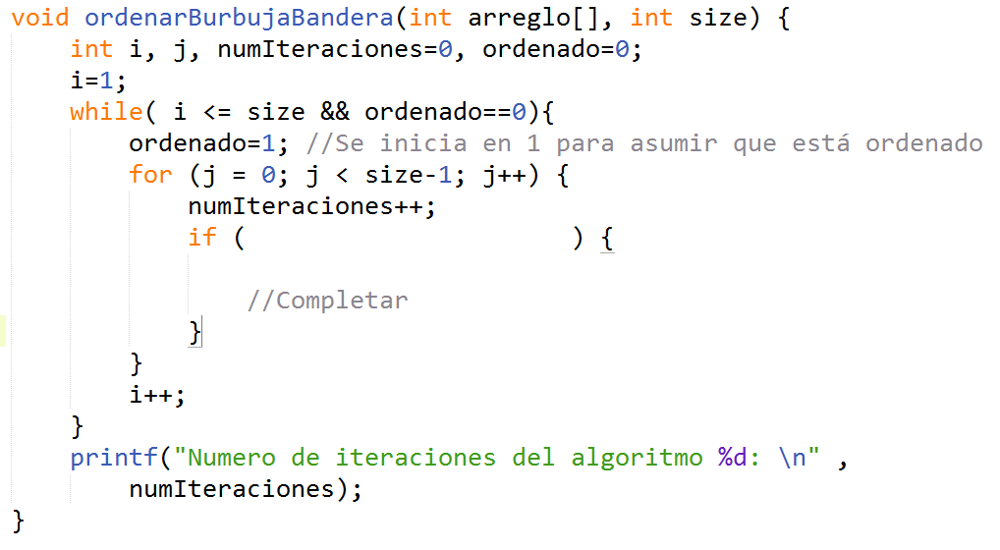 void ordenarBurbujaBandera(int arreglo[], int size) {
int i, j, numIteraciones=0, ordenado=0;
i=1;
while( i <= size && ordenado==0){
ordenado=1; //Se inicia en 1 para asumir que está ordenado
for (j = 0; j < size-1; j++) {
numIteraciones++;
if (                      ) {
//Completar
}
}
i++;
}
printf("Numero de iteraciones del algoritmo %d: \n" ,
numIteraciones);
}